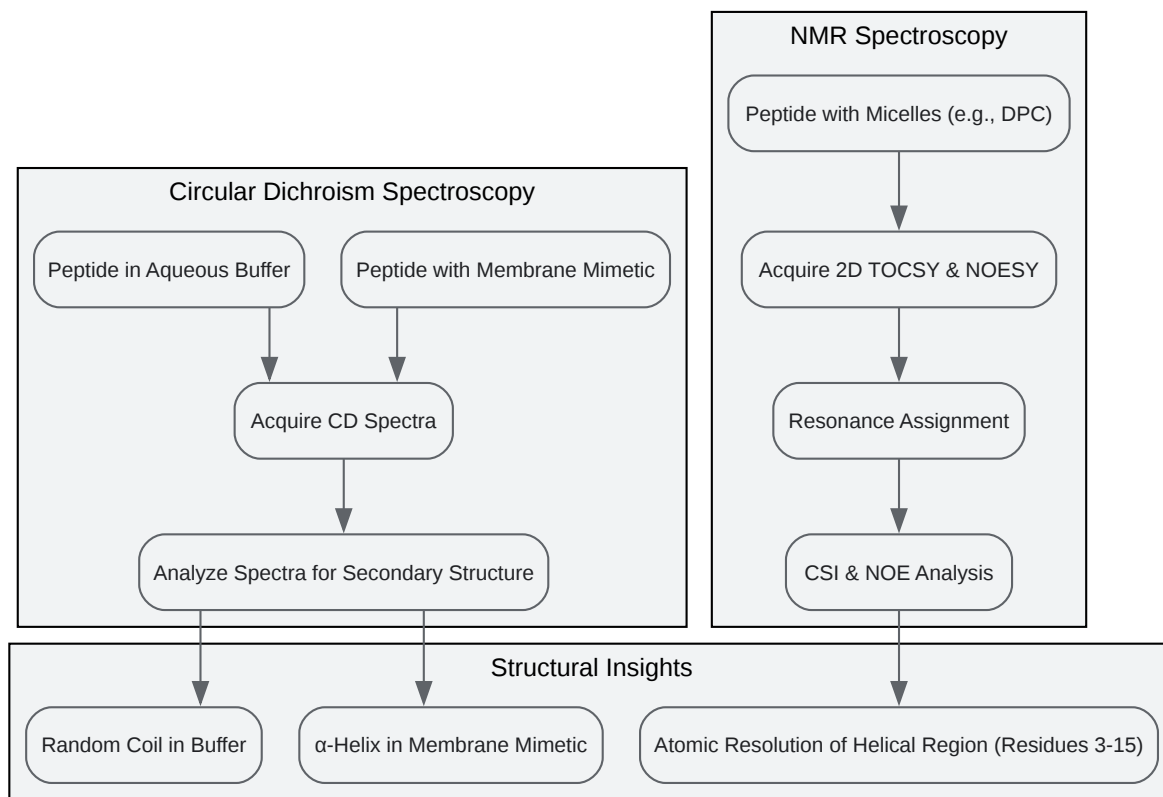 NMR Spectroscopy
Peptide with Micelles (e.g., DPC)
Circular Dichroism Spectroscopy
Peptide in Aqueous Buffer
Peptide with Membrane Mimetic
Acquire 2D TOCSY & NOESY
Acquire CD Spectra
Resonance Assignment
Analyze Spectra for Secondary Structure
CSI & NOE Analysis
Structural Insights
Random Coil in Buffer
α-Helix in Membrane Mimetic
Atomic Resolution of Helical Region (Residues 3-15)